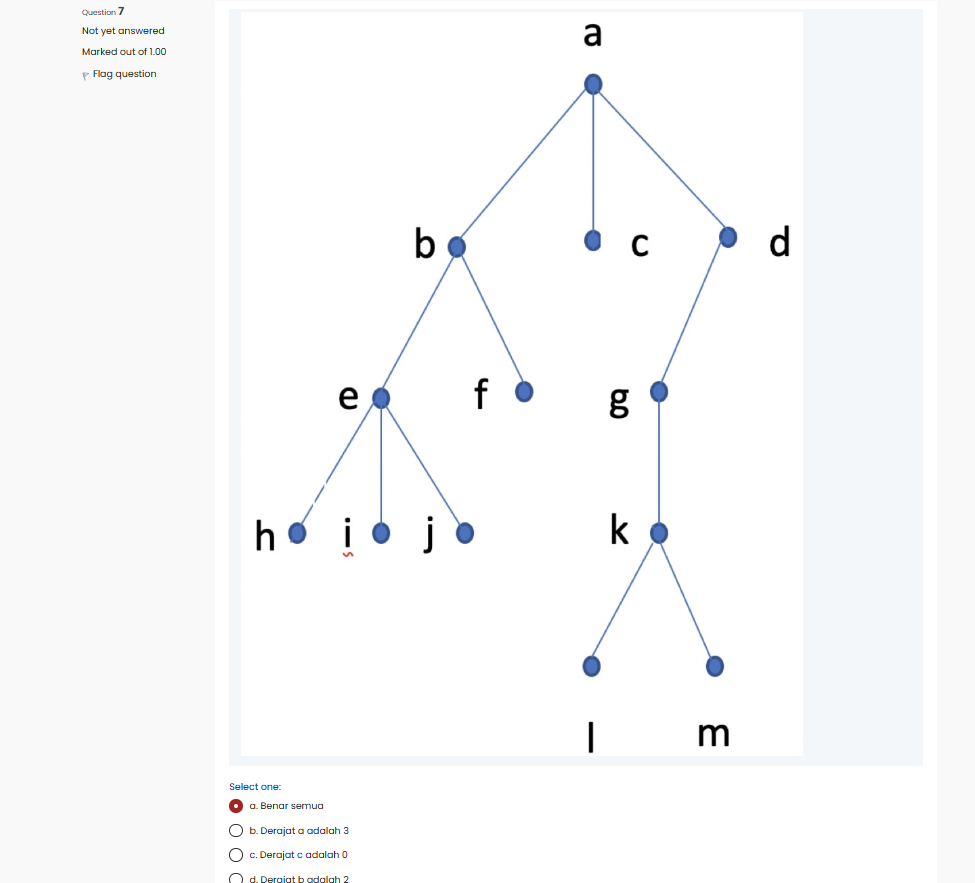 Question 7
Not yet answered
Marked out of 1.00
Flag question
a
b
c
d
e
f
g
h
i
j
k
l
m
Select one:
a. Benar semua
b. Derajat a adalah 3
c. Derajat c adalah 0
d. Derajat b adalah 2